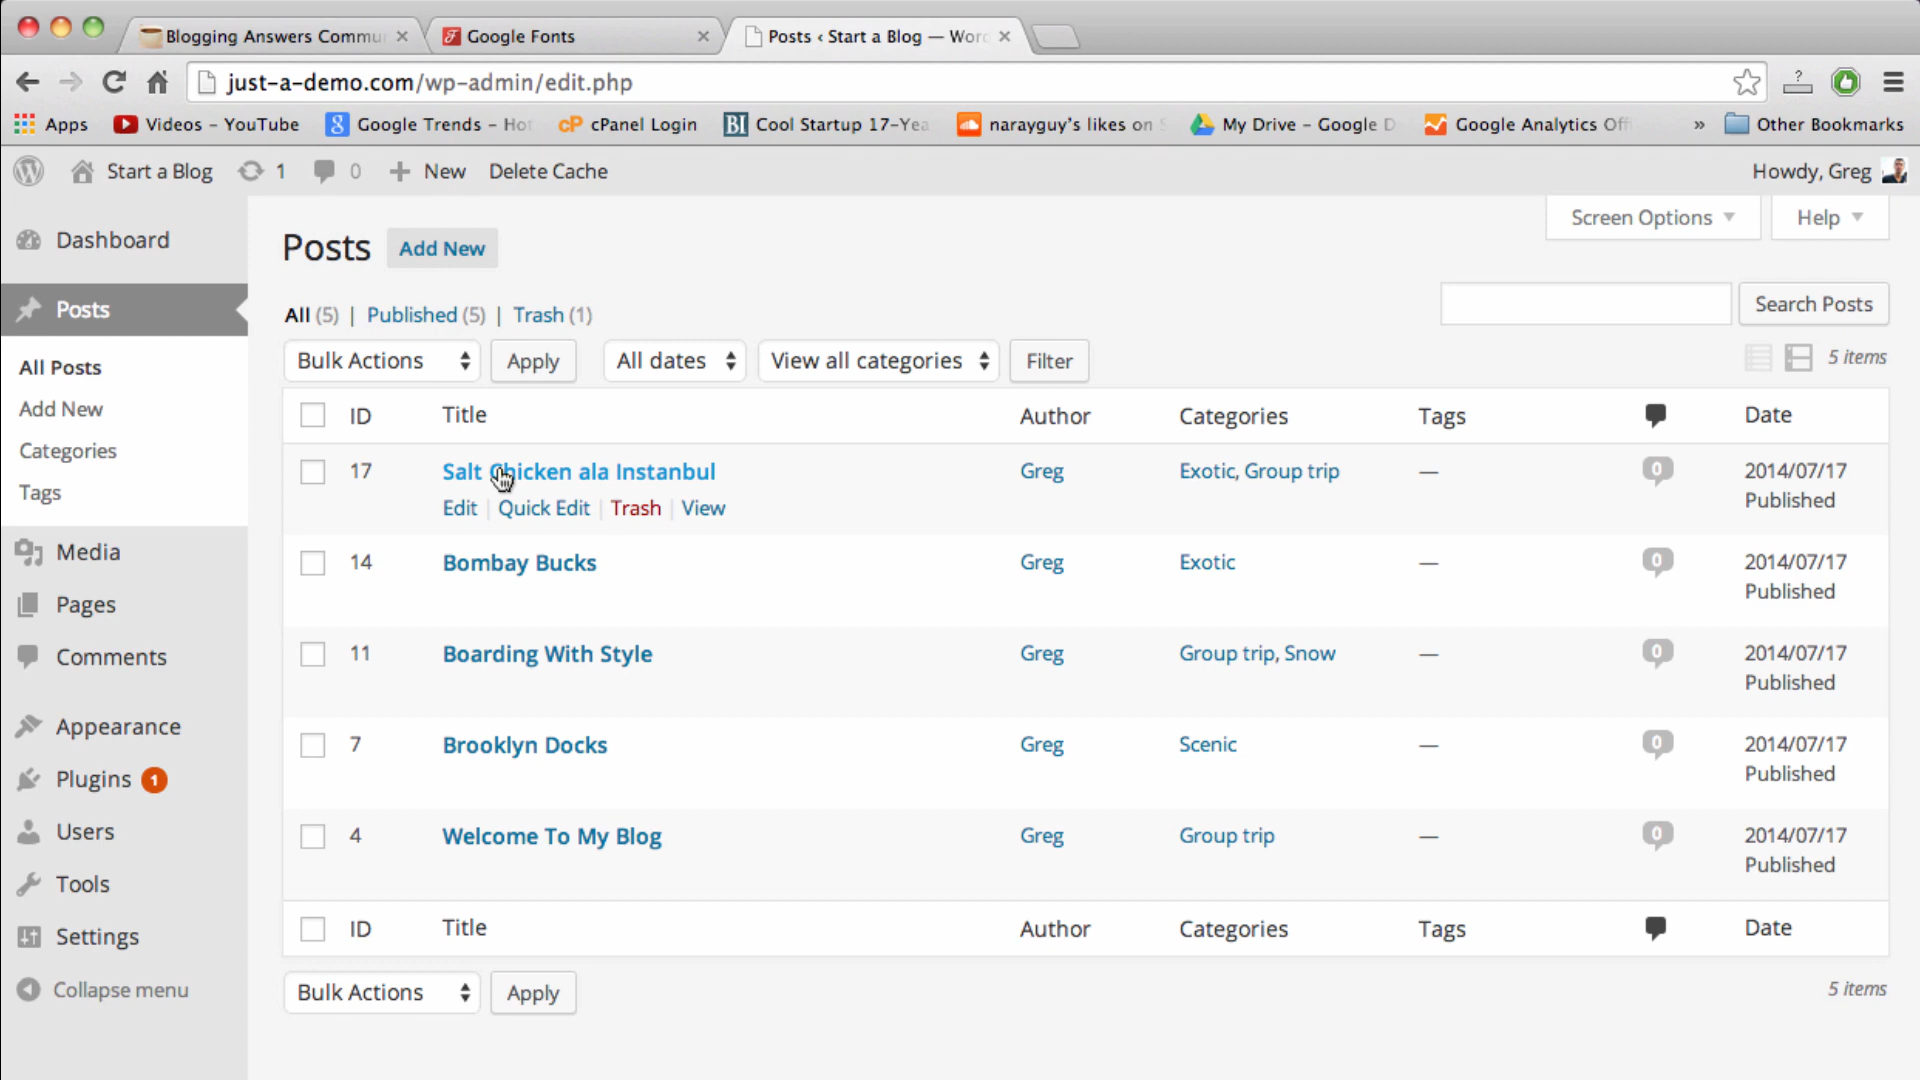 Blogging Answers Commu
Google Fonts
Posts ‹ Start a Blog — Wor
just-a-demo.com/wp-admin/edit.php
Apps Videos - YouTube Google Trends - Hot cPanel Login BI Cool Startup 17-Yea narayguy's likes on S My Drive - Google D Google Analytics Off » Other Bookmarks
Start a Blog 1 0 + New Delete Cache Howdy, Greg
Screen Options Help
Dashboard
Posts
All Posts
Add New
Categories
Tags
Media
Pages
Comments
Appearance
Plugins 1
Users
Tools
Settings
Collapse menu
Posts Add New
All (5) | Published (5) | Trash (1)
Search Posts
Bulk Actions Apply All dates View all categories Filter 5 items
ID Title Author Categories Tags Date
17 Salt Chicken ala Instanbul Greg Exotic, Group trip — 0 2014/07/17
Edit | Quick Edit | Trash | View Published
14 Bombay Bucks Greg Exotic — 0 2014/07/17
Published
11 Boarding With Style Greg Group trip, Snow — 0 2014/07/17
Published
7 Brooklyn Docks Greg Scenic — 0 2014/07/17
Published
4 Welcome To My Blog Greg Group trip — 0 2014/07/17
Published
ID Title Author Categories Tags Date
Bulk Actions Apply 5 items